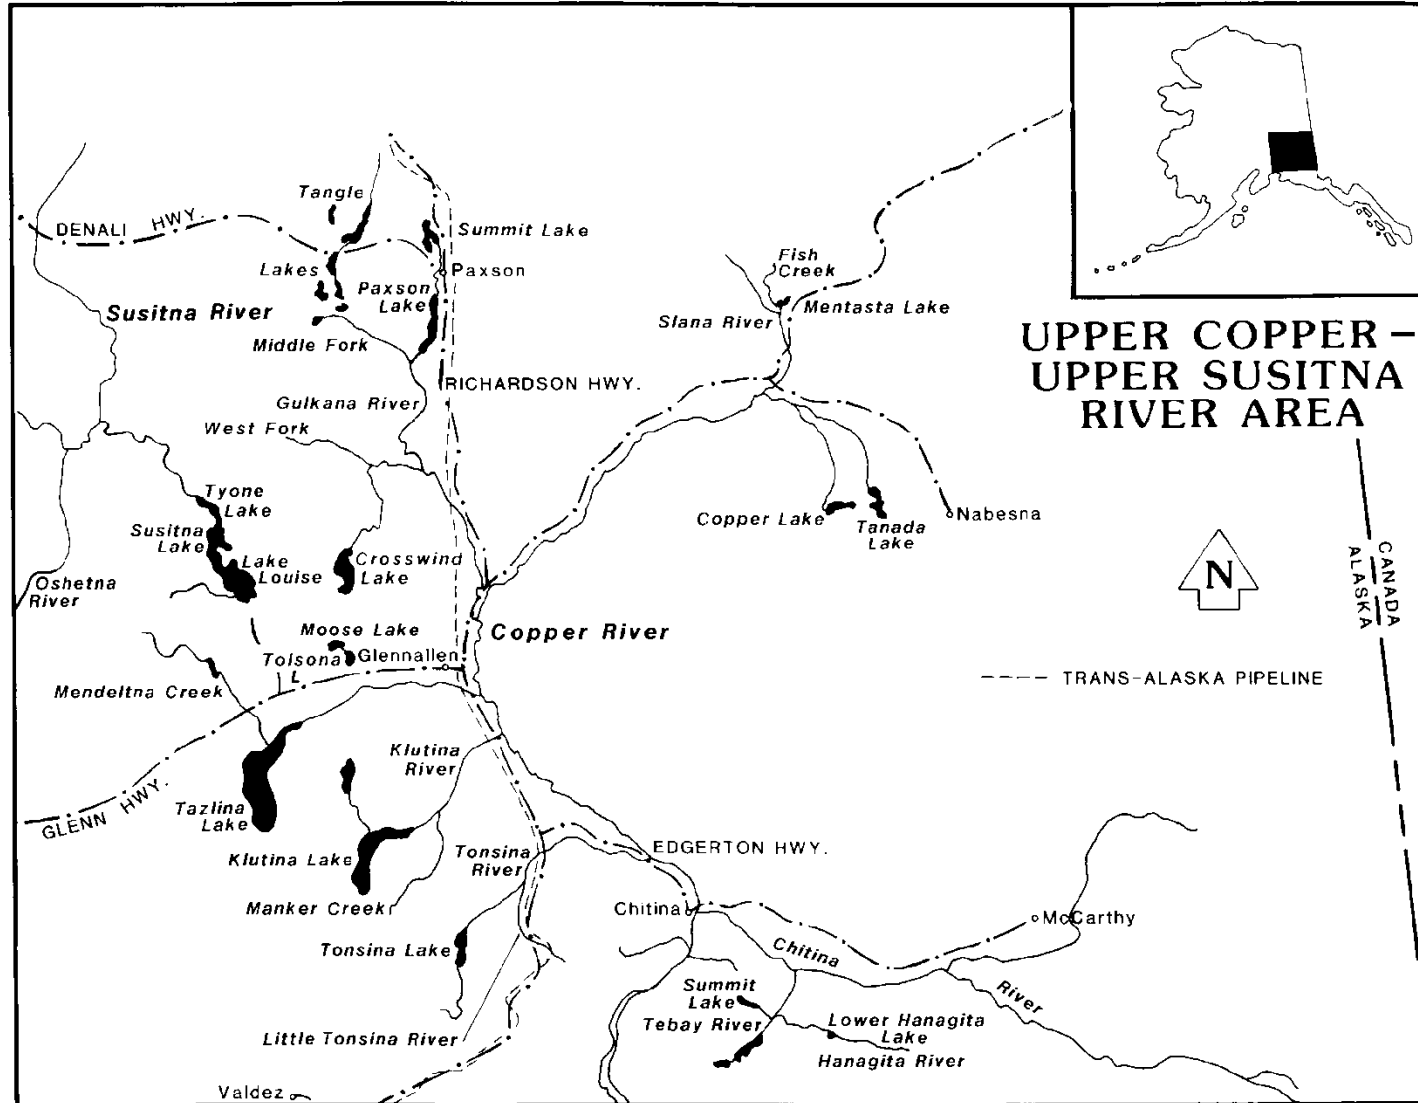 Tangle
DENALI HWY.
Summit Lake
Lakes
Paxson
Fish
Creek
Paxson
Lake
Susitna River
Mentasta Lake
Slana River
Middle Fork
UPPER COPPER –
UPPER SUSITNA
RIVER AREA
RICHARDSON HWY.
Gulkana River
West Fork
Tyone
Lake
Susitna
Lake
Copper Lake
Tanada
Lake
Nabesna
Lake
Louise
Crosswind
Lake
Oshetna
River
N
CANADA
ALASKA
Moose Lake
Copper River
Tolsona
L.
Glennallen
Mendeltna Creek
TRANS-ALASKA PIPELINE
Klutina
River
GLENN HWY.
Tazlina
Lake
Klutina Lake
Tonsina
River
EDGERTON HWY.
Manker Creek
Chitina
McCarthy
Tonsina Lake
Chitina
River
Summit
Lake
Tebay River
Lower Hanagita
Lake
Hanagita River
Little Tonsina River
Valdez